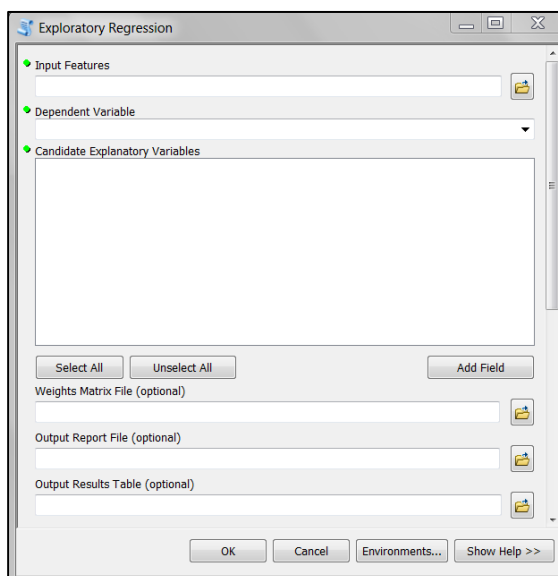 Exploratory Regression
Input Features
Dependent Variable
Candidate Explanatory Variables
Select All Unselect All Add Field
Weights Matrix File (optional)
Output Report File (optional)
Output Results Table (optional)
OK Cancel Environments... Show Help >>